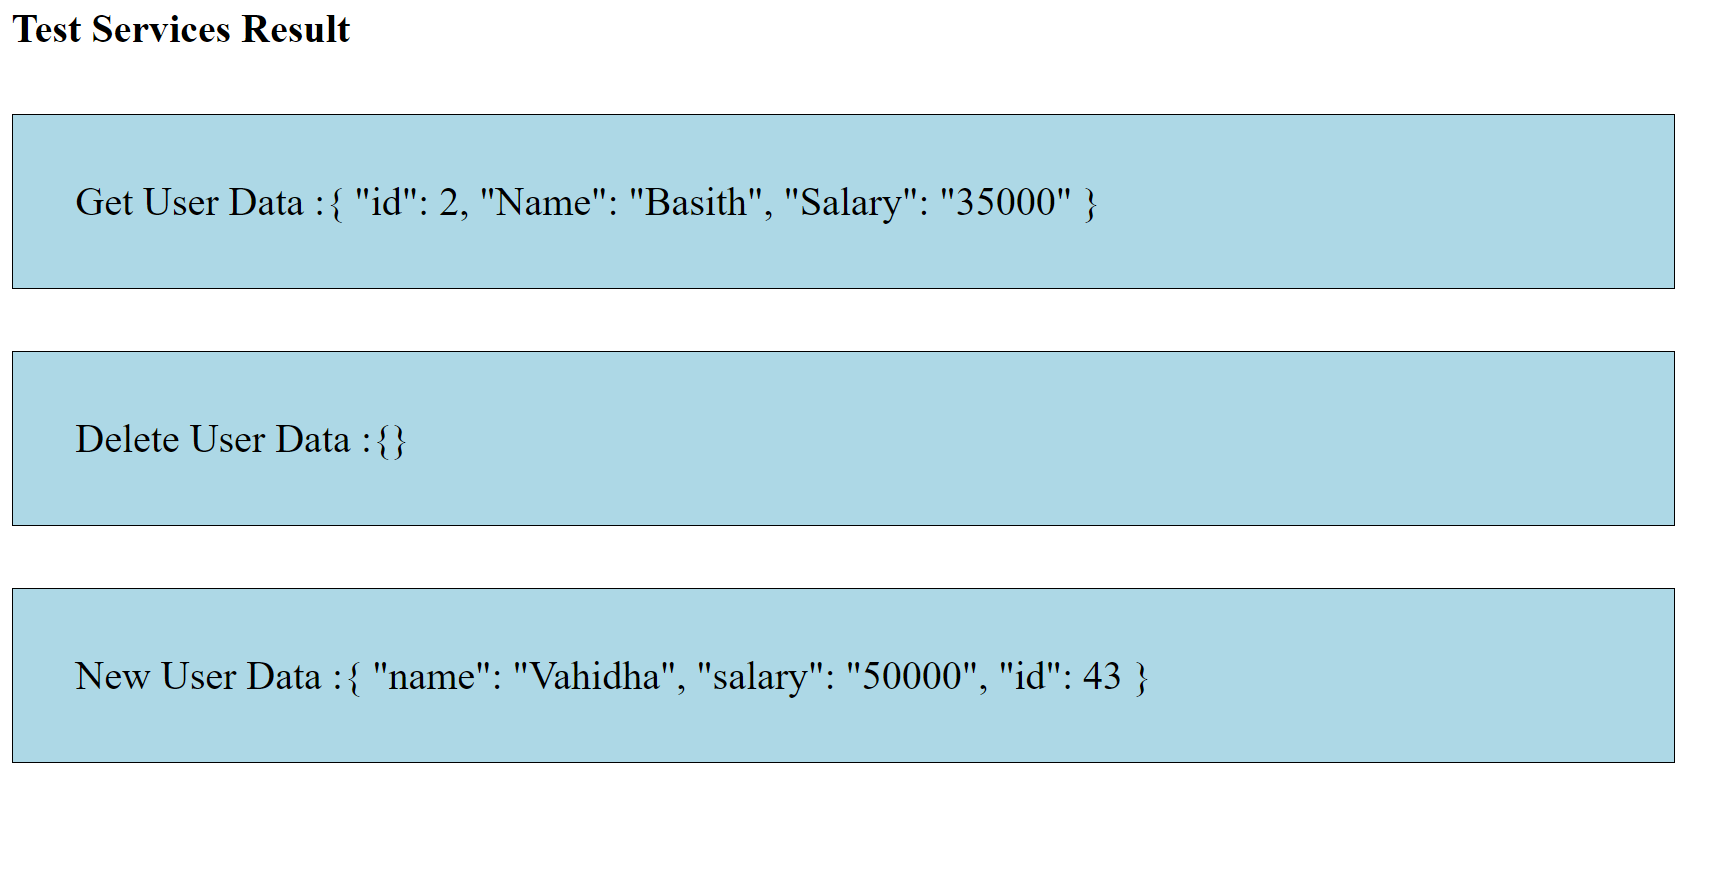 Test Services Result
Get User Data :{ "id": 2, "Name": "Basith", "Salary": "35000" }
Delete User Data :{}
New User Data :{ "name": "Vahidha", "salary": "50000", "id": 43 }